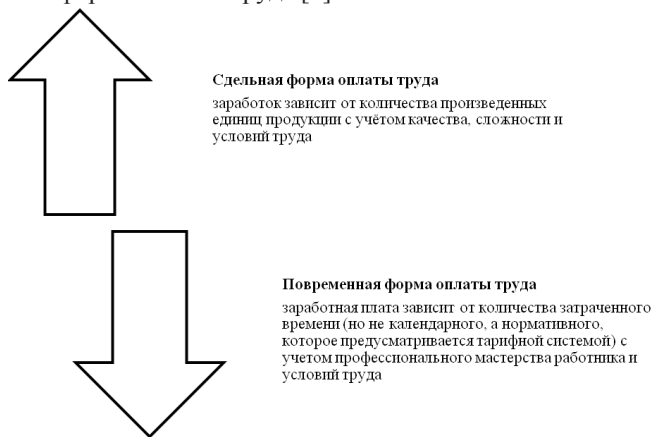 Сдельная форма оплаты труда
заработок зависит от количества произведенных
единиц продукции с учётом качества, сложности и
условий труда
Повременная форма оплаты труда
заработная плата зависит от количества затраченного
времени (но не календарного, а нормативного,
которое предусматривается тарифной системой) с
учетом профессионального мастерства работника и
условий труда